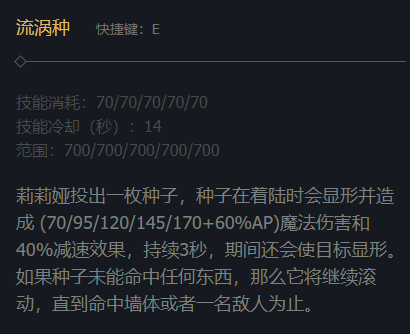 流涡种 快捷键：E
技能消耗：70/70/70/70/70
技能冷却（秒）：14
范围：700/700/700/700/700
莉莉娅投出一枚种子，种子在着陆时会显形并造
成 (70/95/120/145/170+60%AP)魔法伤害和
40%减速效果，持续3秒，期间还会使目标显形。
如果种子未能命中任何东西，那么它将继续滚
动，直到命中墙体或者一名敌人为止。